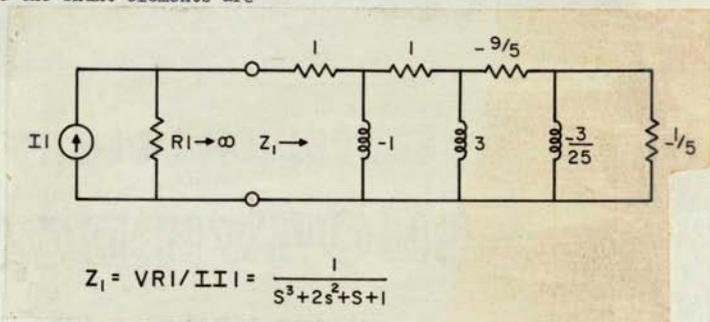 1 1 -9/5
I1 R1→∞ Z₁→ -1 3 -3/25 -1/5
Z₁ = VR1/II1 = 1/(S³+2s²+S+1)